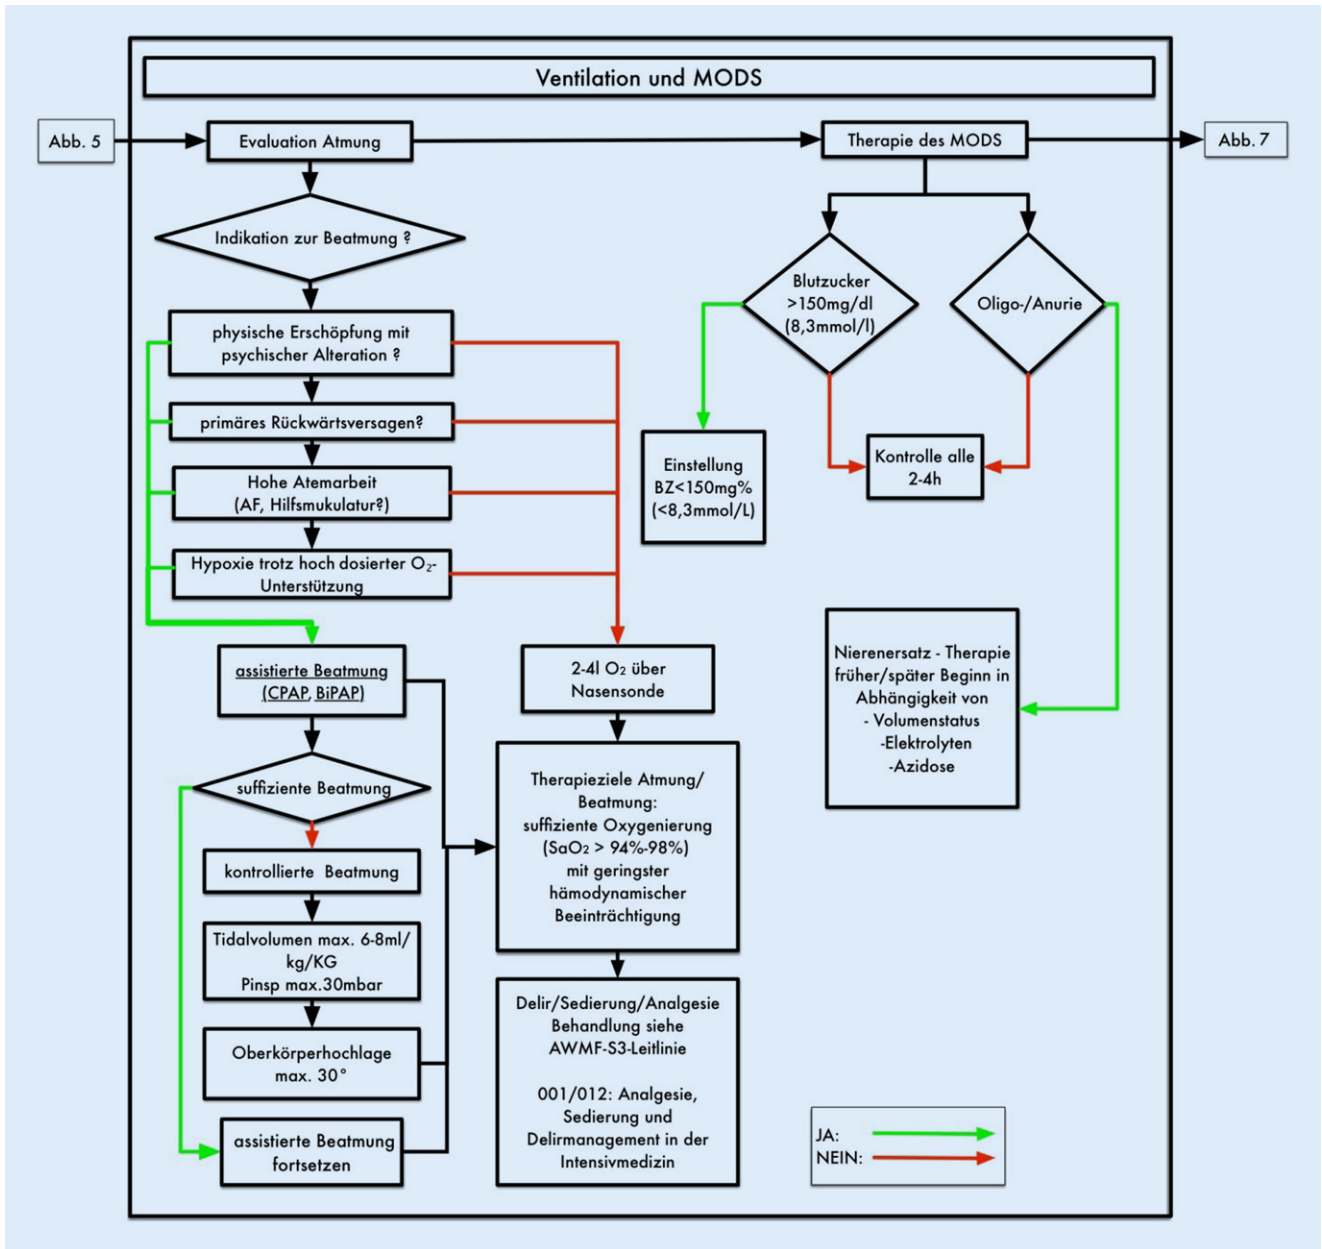 Ventilation und MODS
Abb. 5
Evaluation Atmung
Therapie des MODS
Abb. 7
Indikation zur Beatmung ?
physische Erschöpfung mit
psychischer Alteration ?
primäres Rückwärtsversagen?
Hohe Atemarbeit
(AF, Hilfsmukulatur?)
Hypoxie trotz hoch dosierter O₂-
Unterstützung
assistierte Beatmung
(CPAP, BiPAP)
suffiziente Beatmung
kontrollierte Beatmung
Tidalvolumen max. 6-8ml/
kg/KG
Pinsp max.30mbar
Oberkörperhochlage
max. 30°
assistierte Beatmung
fortsetzen
2-4l O₂ über
Nasensonde
Therapieziele Atmung/
Beatmung:
suffiziente Oxygenierung
(SaO₂ > 94%-98%)
mit geringster
hämodynamischer
Beeinträchtigung
Delir/Sedierung/Analgesie
Behandlung siehe
AWMF-S3-Leitlinie
001/012: Analgesie,
Sedierung und
Delirmanagement in der
Intensivmedizin
Blutzucker
>150mg/dl
(8,3mmol/l)
Oligo-/Anurie
Einstellung
BZ<150mg%
(<8,3mmol/L)
Kontrolle alle
2-4h
Nierenersatz - Therapie
früher/später Beginn in
Abhängigkeit von
- Volumenstatus
-Elektrolyten
-Azidose
JA:
NEIN: